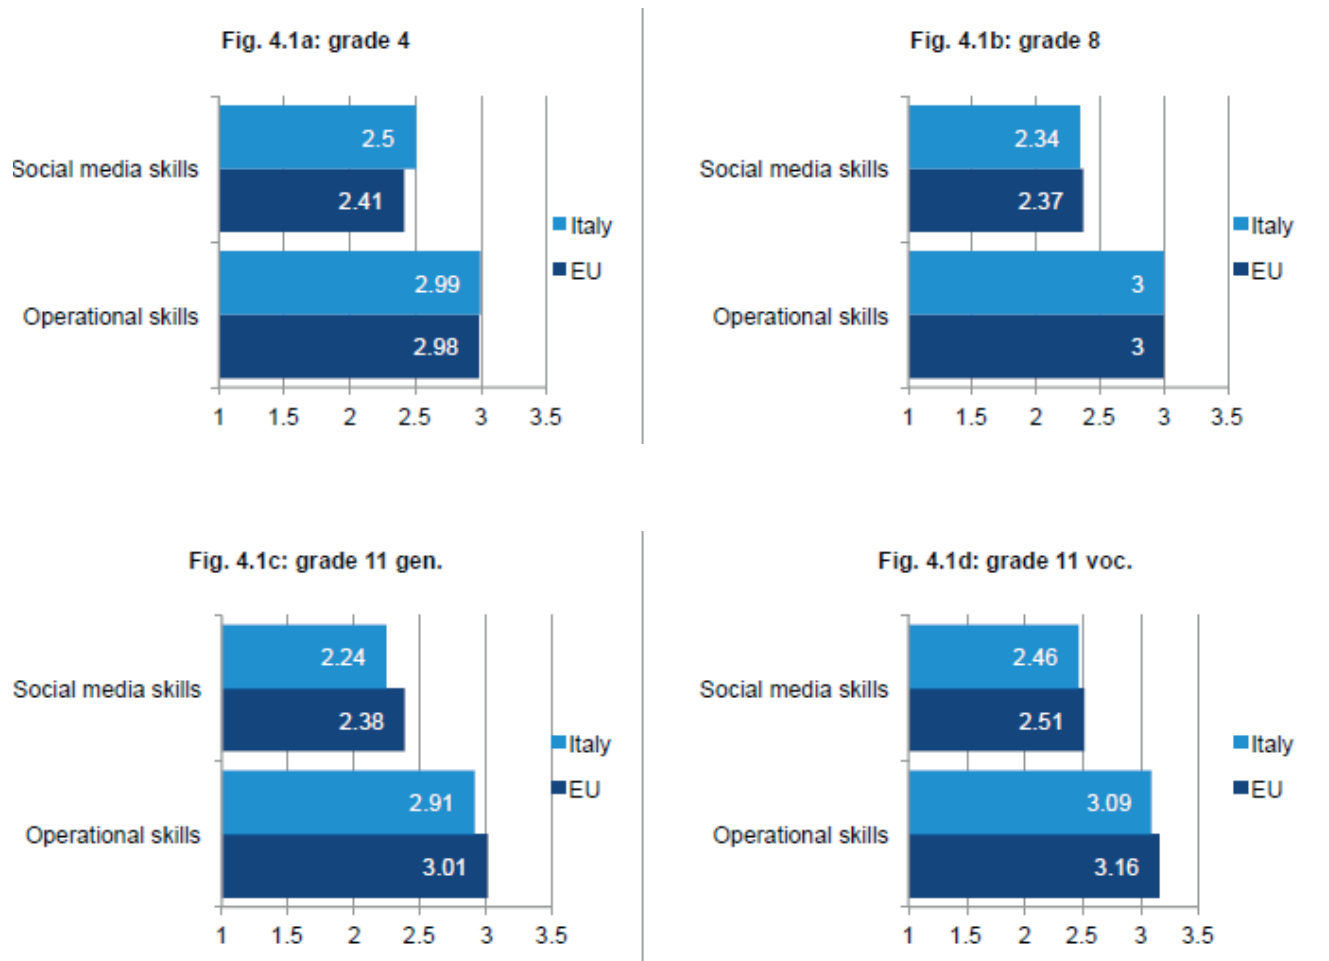 Fig. 4.1a: grade 4
Social media skills
2.5
2.41
Operational skills
2.99
2.98
Italy
EU
1 1.5 2 2.5 3 3.5
Fig. 4.1b: grade 8
Social media skills
2.34
2.37
Operational skills
3
3
Italy
EU
1 1.5 2 2.5 3 3.5
Fig. 4.1c: grade 11 gen.
Social media skills
2.24
2.38
Operational skills
2.91
3.01
Italy
EU
1 1.5 2 2.5 3 3.5
Fig. 4.1d: grade 11 voc.
Social media skills
2.46
2.51
Operational skills
3.09
3.16
Italy
EU
1 1.5 2 2.5 3 3.5